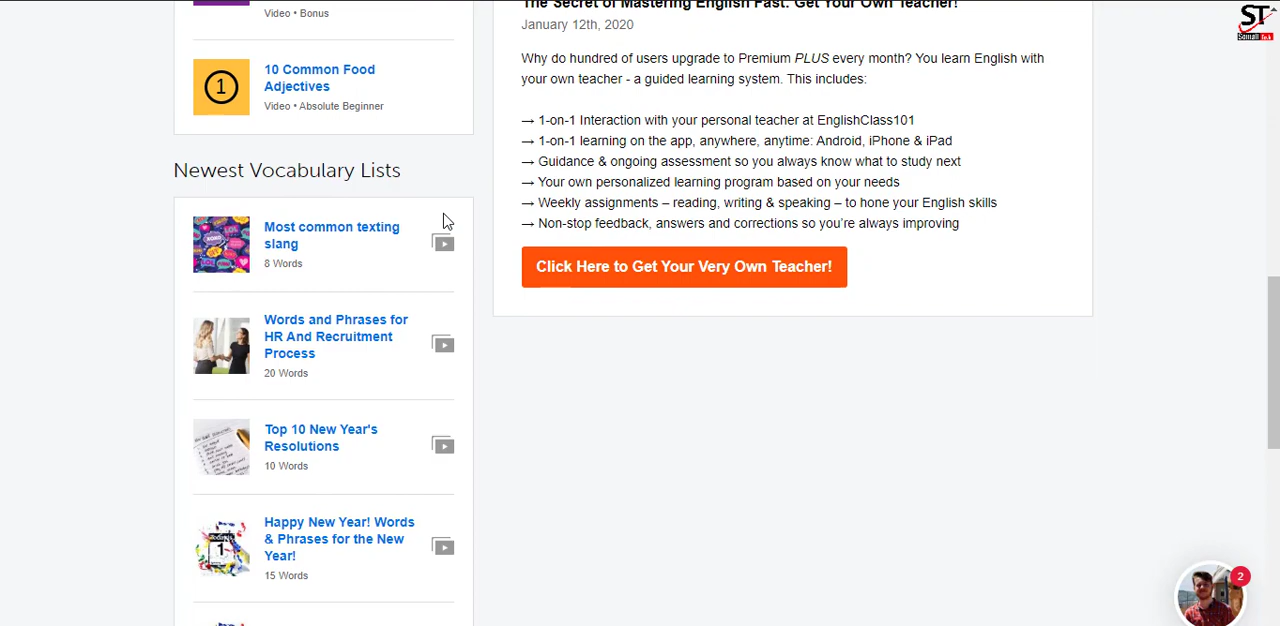 Video • Bonus
10 Common Food
Adjectives
Video • Absolute Beginner
1
Newest Vocabulary Lists
Most common texting
slang
8 Words
Words and Phrases for
HR And Recruitment
Process
20 Words
Top 10 New Year's
Resolutions
10 Words
Happy New Year! Words
& Phrases for the New
Year!
15 Words
The Secret of Mastering English Fast: Get Your Own Teacher!
January 12th, 2020
Why do hundred of users upgrade to Premium PLUS every month? You learn English with
your own teacher - a guided learning system. This includes:
→ 1-on-1 Interaction with your personal teacher at EnglishClass101
→ 1-on-1 learning on the app, anywhere, anytime: Android, iPhone & iPad
→ Guidance & ongoing assessment so you always know what to study next
→ Your own personalized learning program based on your needs
→ Weekly assignments – reading, writing & speaking – to hone your English skills
→ Non-stop feedback, answers and corrections so you're always improving
Click Here to Get Your Very Own Teacher!
ST
2